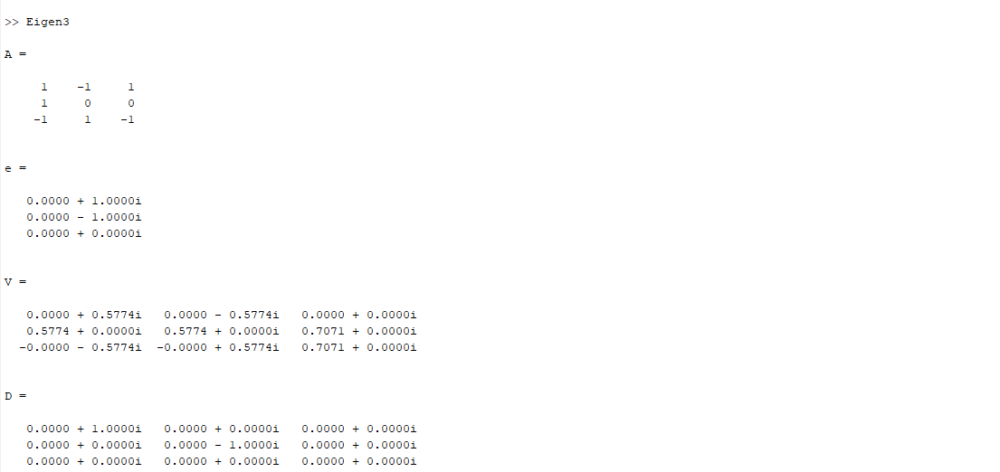 >> Eigen3
A =
1 -1 1
1 0 0
-1 1 -1
e =
0.0000 + 1.0000i
0.0000 - 1.0000i
0.0000 + 0.0000i
V =
0.0000 + 0.5774i 0.0000 - 0.5774i 0.0000 + 0.0000i
0.5774 + 0.0000i 0.5774 + 0.0000i 0.7071 + 0.0000i
-0.0000 - 0.5774i -0.0000 + 0.5774i 0.7071 + 0.0000i
D =
0.0000 + 1.0000i 0.0000 + 0.0000i 0.0000 + 0.0000i
0.0000 + 0.0000i 0.0000 - 1.0000i 0.0000 + 0.0000i
0.0000 + 0.0000i 0.0000 + 0.0000i 0.0000 + 0.0000i